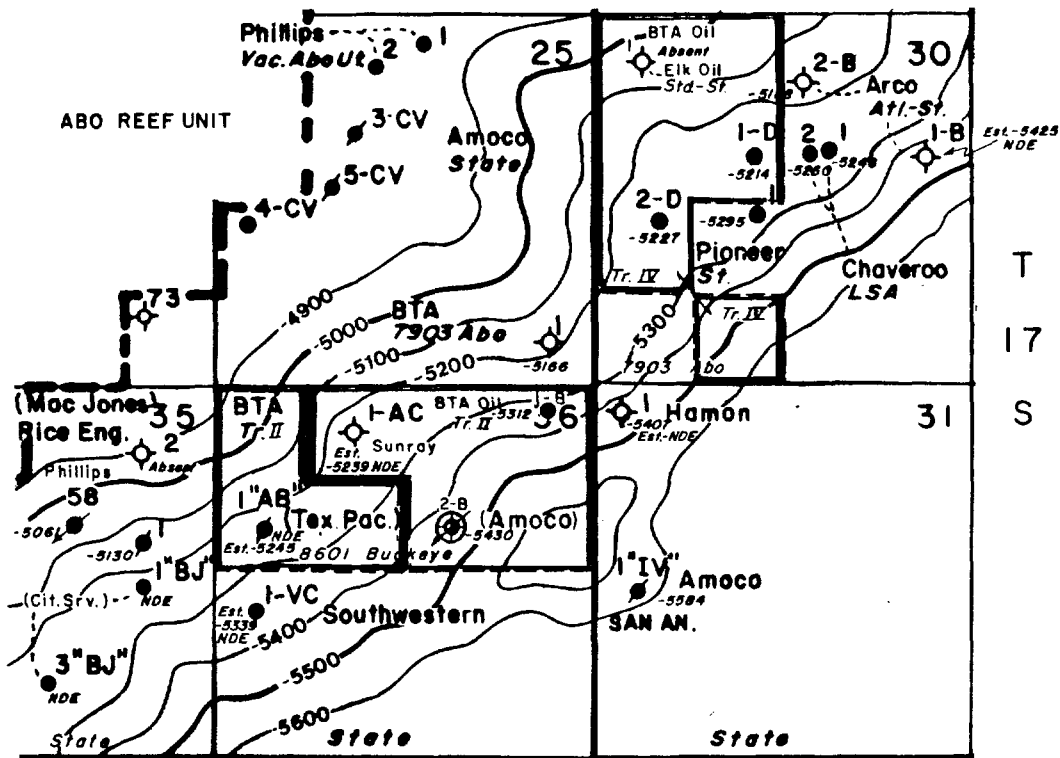 Phillips
Vac. Abo Ut.
2
1
25
BTA Oil
Absent
1
Elk Oil
Std.-St.
30
2-B
-5168
Arco
Atl.-St.
ABO REEF UNIT
3-CV
Amoco
State
1-D
-5214
2
1
-5260
-5248
1-B
Est. -5425
NDE
5-CV
4-CV
2-D
-5227
1
-5295
Pioneer
St.
Chaveroo
LSA
T
17
S
Tr. IV
Tr. IV
73
-4900
-5000
-5100
-5200
-5300
BTA
7903 Abo
1
-5166
7903 Abo
(Mac Jones)
Rice Eng.
35
2
Absent
Phillips
58
-5061
1
-5130
1"BJ"
NDE
(Cit. Srv.)
3"BJ"
NDE
State
BTA
Tr. II
1-AC
Sunray
Est.
-5239 NDE
BTA Oil
Tr. II
-5312
1-B
36
1
Hamon
-5407
Est.-NDE
31
1"AB"
(Tex. Pac.)
NDE
Est. -5245
8601 Buckeye
2-B
(Amoco)
-5430
1-VC
Est.
-5339
NDE
Southwestern
-5400
-5500
-5600
1"IV"
Amoco
-5584
SAN AN.
State
State